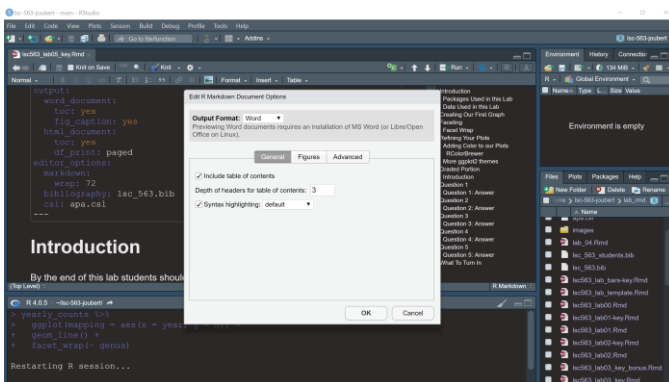 lsc-563-joubert - main - RStudio
File Edit Code View Plots Session Build Debug Profile Tools Help
Go to file/function
Addins
lsc-563-joubert
lsc563_lab05_key.Rmd
Knit on Save
Knit
Run
Normal
Format
Insert
Table
output:
word_document:
toc: yes
fig_caption: yes
html_document:
toc: yes
df_print: paged
editor_options:
markdown:
wrap: 72
bibliography: lsc_563.bib
csl: apa.csl
---
Introduction
By the end of this lab students shoul
(Top Level)
R Markdown
Introduction
Packages Used in this Lab
Data Used in this Lab
Creating Our First Graph
Faceting
Facet Wrap
Refining Your Plots
Adding Color to our Plots
RColorBrewer
More ggplot2 themes
Graded Portion
Introduction
Question 1
Question 1: Answer
Question 2
Question 2: Answer
Question 3
Question 3: Answer
Question 4
Question 4: Answer
Question 5
Question 5: Answer
What To Turn In
Edit R Markdown Document Options
Output Format: Word
Previewing Word documents requires an installation of MS Word (or Libre/Open
Office on Linux).
General Figures Advanced
Include table of contents
Depth of headers for table of contents: 3
Syntax highlighting: default
OK Cancel
R 4.0.5 ~/lsc-563-joubert/
> yearly_counts %>%
+ ggplot(mapping = aes(x = year,
+ geom_line() +
+ facet_wrap(~ genus)
Restarting R session...
Environment History Connection
134 MiB
R Global Environment
Name Type L... Size Value
Environment is empty
Files Plots Packages Help
New Folder Delete Rename
lsc-563-joubert lab_rmd
Name
apa.csl
images
lab_04.Rmd
lsc_563_students.bib
lsc_563.bib
lsc563_lab_bars-key.Rmd
lsc563_lab_template.Rmd
lsc563_lab00.Rmd
lsc563_lab01-key.Rmd
lsc563_lab01.Rmd
lsc563_lab02-key.Rmd
lsc563_lab02.Rmd
lsc563_lab03_key_bonus.Rmd
lsc563_lab03_key.Rmd